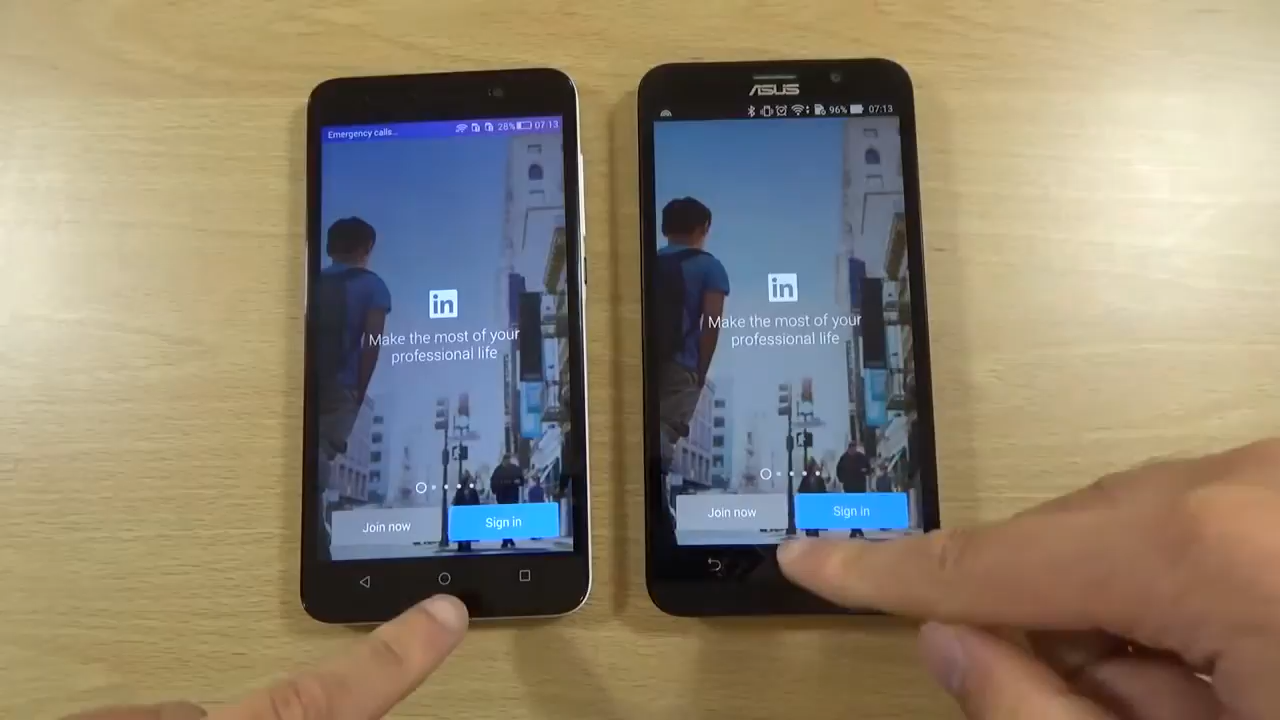 Emergency calls...
28%
07:13
in
Make the most of your
professional life
Join now
Sign in
ASUS
96%
07:13
in
Make the most of your
professional life
Join now
Sign in